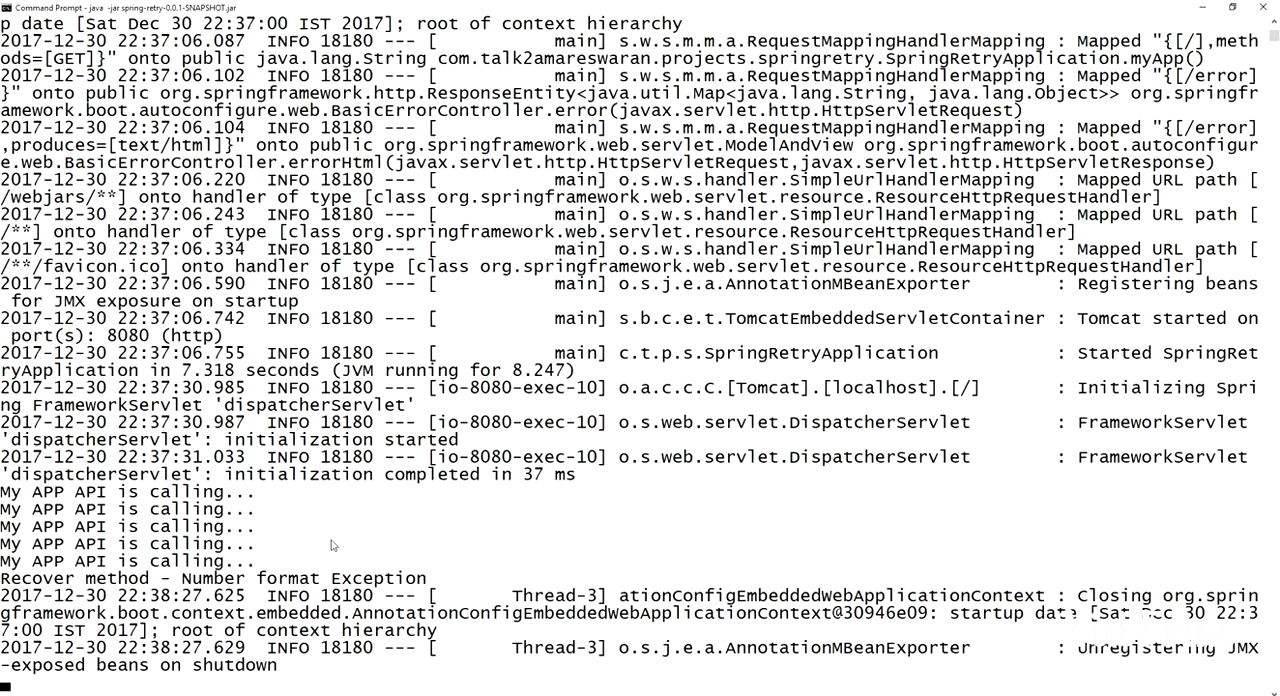 Command Prompt - java -jar spring-retry-0.0.1-SNAPSHOT.jar
p date [Sat Dec 30 22:37:00 IST 2017]; root of context hierarchy
2017-12-30 22:37:06.087  INFO 18180 --- [           main] s.w.s.m.m.a.RequestMappingHandlerMapping : Mapped "{[/],meth
ods=[GET]}" onto public java.lang.String com.talk2amareswaran.projects.springretry.SpringRetryApplication.myApp()
2017-12-30 22:37:06.102  INFO 18180 --- [           main] s.w.s.m.m.a.RequestMappingHandlerMapping : Mapped "{[/error]
}" onto public org.springframework.http.ResponseEntity<java.util.Map<java.lang.String, java.lang.Object>> org.springfr
amework.boot.autoconfigure.web.BasicErrorController.error(javax.servlet.http.HttpServletRequest)
2017-12-30 22:37:06.104  INFO 18180 --- [           main] s.w.s.m.m.a.RequestMappingHandlerMapping : Mapped "{[/error]
,produces=[text/html]}" onto public org.springframework.web.servlet.ModelAndView org.springframework.boot.autoconfigur
e.web.BasicErrorController.errorHtml(javax.servlet.http.HttpServletRequest,javax.servlet.http.HttpServletResponse)
2017-12-30 22:37:06.220  INFO 18180 --- [           main] o.s.w.s.handler.SimpleUrlHandlerMapping  : Mapped URL path [
/webjars/**] onto handler of type [class org.springframework.web.servlet.resource.ResourceHttpRequestHandler]
2017-12-30 22:37:06.243  INFO 18180 --- [           main] o.s.w.s.handler.SimpleUrlHandlerMapping  : Mapped URL path [
/**] onto handler of type [class org.springframework.web.servlet.resource.ResourceHttpRequestHandler]
2017-12-30 22:37:06.334  INFO 18180 --- [           main] o.s.w.s.handler.SimpleUrlHandlerMapping  : Mapped URL path [
/**/favicon.ico] onto handler of type [class org.springframework.web.servlet.resource.ResourceHttpRequestHandler]
2017-12-30 22:37:06.590  INFO 18180 --- [           main] o.s.j.e.a.AnnotationMBeanExporter        : Registering beans
 for JMX exposure on startup
2017-12-30 22:37:06.742  INFO 18180 --- [           main] s.b.c.e.t.TomcatEmbeddedServletContainer : Tomcat started on
 port(s): 8080 (http)
2017-12-30 22:37:06.755  INFO 18180 --- [           main] c.t.p.s.SpringRetryApplication           : Started SpringRet
ryApplication in 7.318 seconds (JVM running for 8.247)
2017-12-30 22:37:30.985  INFO 18180 --- [io-8080-exec-10] o.a.c.c.C.[Tomcat].[localhost].[/]       : Initializing Spri
ng FrameworkServlet 'dispatcherServlet'
2017-12-30 22:37:30.987  INFO 18180 --- [io-8080-exec-10] o.s.web.servlet.DispatcherServlet        : FrameworkServlet
'dispatcherServlet': initialization started
2017-12-30 22:37:31.033  INFO 18180 --- [io-8080-exec-10] o.s.web.servlet.DispatcherServlet        : FrameworkServlet
'dispatcherServlet': initialization completed in 37 ms
My APP API is calling...
My APP API is calling...
My APP API is calling...
My APP API is calling...
My APP API is calling...
Recover method - Number format Exception
2017-12-30 22:38:27.625  INFO 18180 --- [       Thread-3] ationConfigEmbeddedWebApplicationContext : Closing org.sprin
gframework.boot.context.embedded.AnnotationConfigEmbeddedWebApplicationContext@30946e09: startup date [Sat Dec 30 22:3
7:00 IST 2017]; root of context hierarchy
2017-12-30 22:38:27.629  INFO 18180 --- [       Thread-3] o.s.j.e.a.AnnotationMBeanExporter        : Unregistering JMX
-exposed beans on shutdown